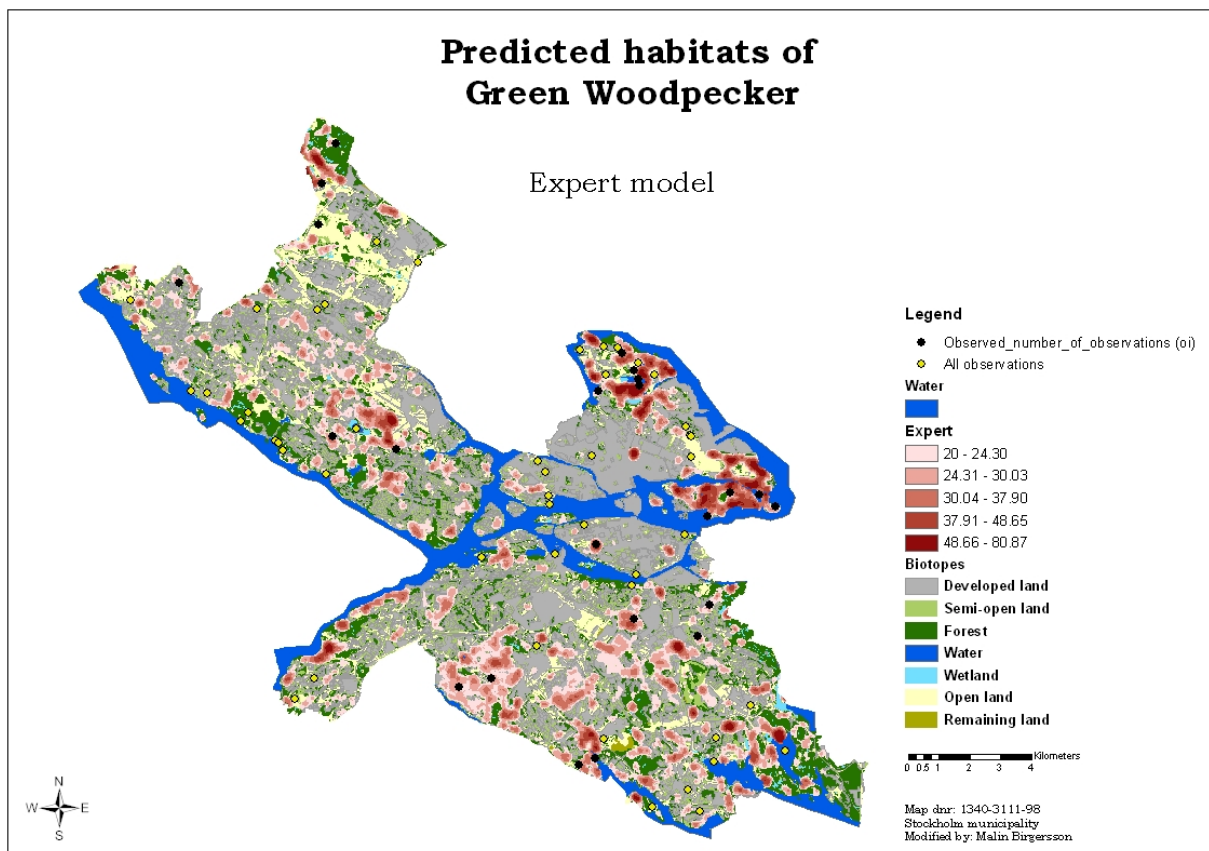 Predicted habitats of
Green Woodpecker
Expert model
Legend
Observed_number_of_observations (oi)
All observations
Water
Expert
20 - 24.30
24.31 - 30.03
30.04 - 37.90
37.91 - 48.65
48.66 - 80.87
Biotopes
Developed land
Semi-open land
Forest
Water
Wetland
Open land
Remaining land
Kilometers
0 0.5 1 2 3 4
N
W E
S
Map dnr: 1340-3111-98
Stockholm municipality
Modified by: Malin Birgersson